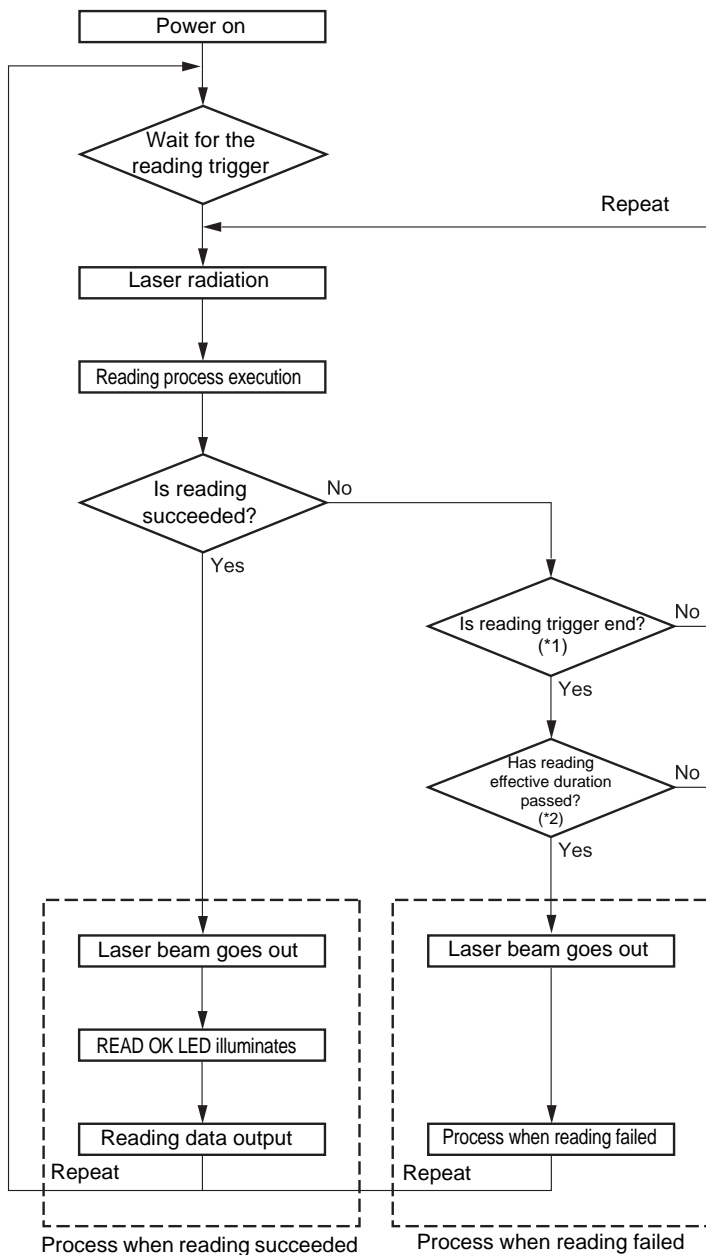 Power on
Wait for the
reading trigger
Repeat
Laser radiation
Reading process execution
Is reading
succeeded?
No
Yes
Is reading trigger end?
(*1)
No
Yes
Has reading
effective duration
passed?
(*2)
No
Yes
Laser beam goes out
READ OK LED illuminates
Reading data output
Repeat
Process when reading succeeded
Laser beam goes out
Process when reading failed
Repeat
Process when reading failed